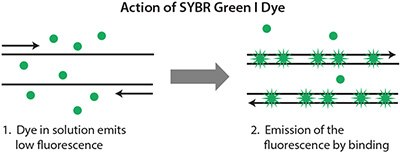 Action of SYBR Green I Dye
1. Dye in solution emits
low fluorescence
2. Emission of the
fluorescence by binding